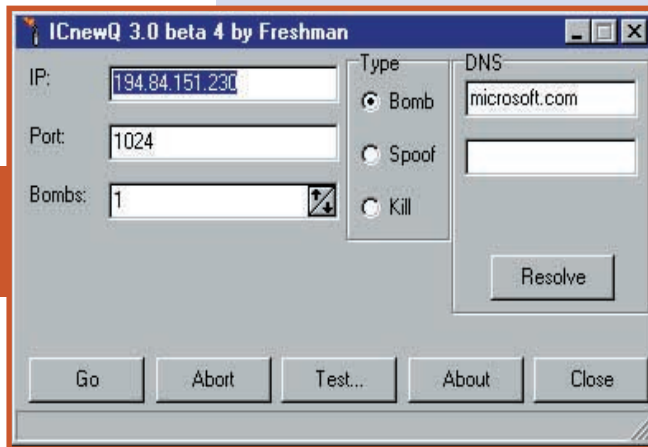 ICnewQ 3.0 beta 4 by Freshman
IP:
194.84.151.230
Port:
1024
Bombs:
1
Type
Bomb
Spoof
Kill
DNS
microsoft.com
Resolve
Go
Abort
Test...
About
Close